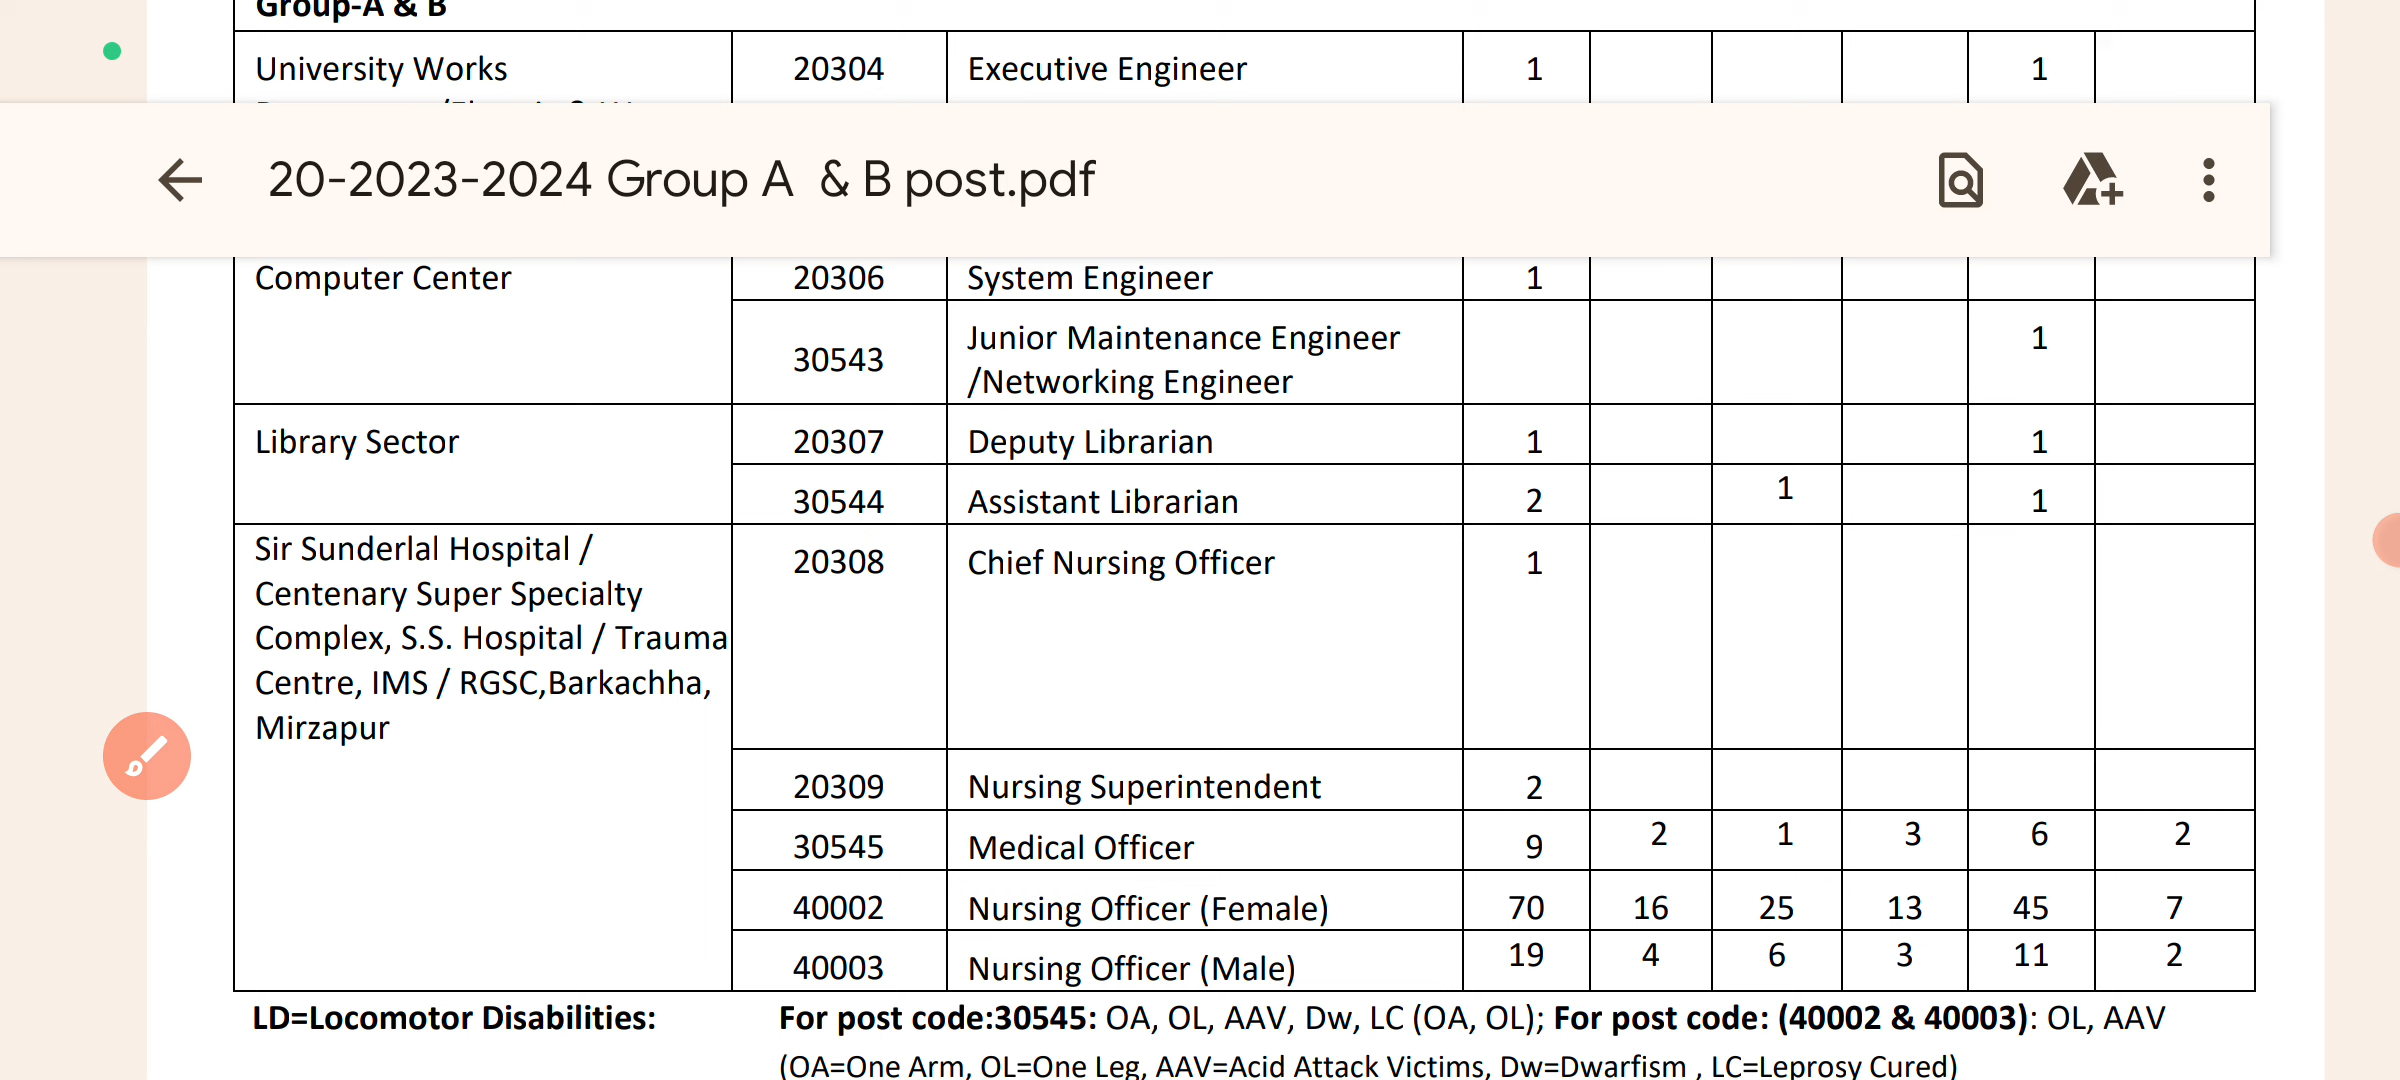 Group-A & B
University Works 20304 Executive Engineer 1 1
20-2023-2024 Group A & B post.pdf
Computer Center 20306 System Engineer 1
30543 Junior Maintenance Engineer /Networking Engineer 1
Library Sector 20307 Deputy Librarian 1 1
30544 Assistant Librarian 2 1 1
Sir Sunderlal Hospital / 20308 Chief Nursing Officer 1
Centenary Super Specialty
Complex, S.S. Hospital / Trauma
Centre, IMS / RGSC,Barkachha,
Mirzapur
20309 Nursing Superintendent 2
30545 Medical Officer 9 2 1 3 6 2
40002 Nursing Officer (Female) 70 16 25 13 45 7
40003 Nursing Officer (Male) 19 4 6 3 11 2
LD=Locomotor Disabilities: For post code:30545: OA, OL, AAV, Dw, LC (OA, OL); For post code: (40002 & 40003): OL, AAV
(OA=One Arm, OL=One Leg, AAV=Acid Attack Victims, Dw=Dwarfism , LC=Leprosy Cured)